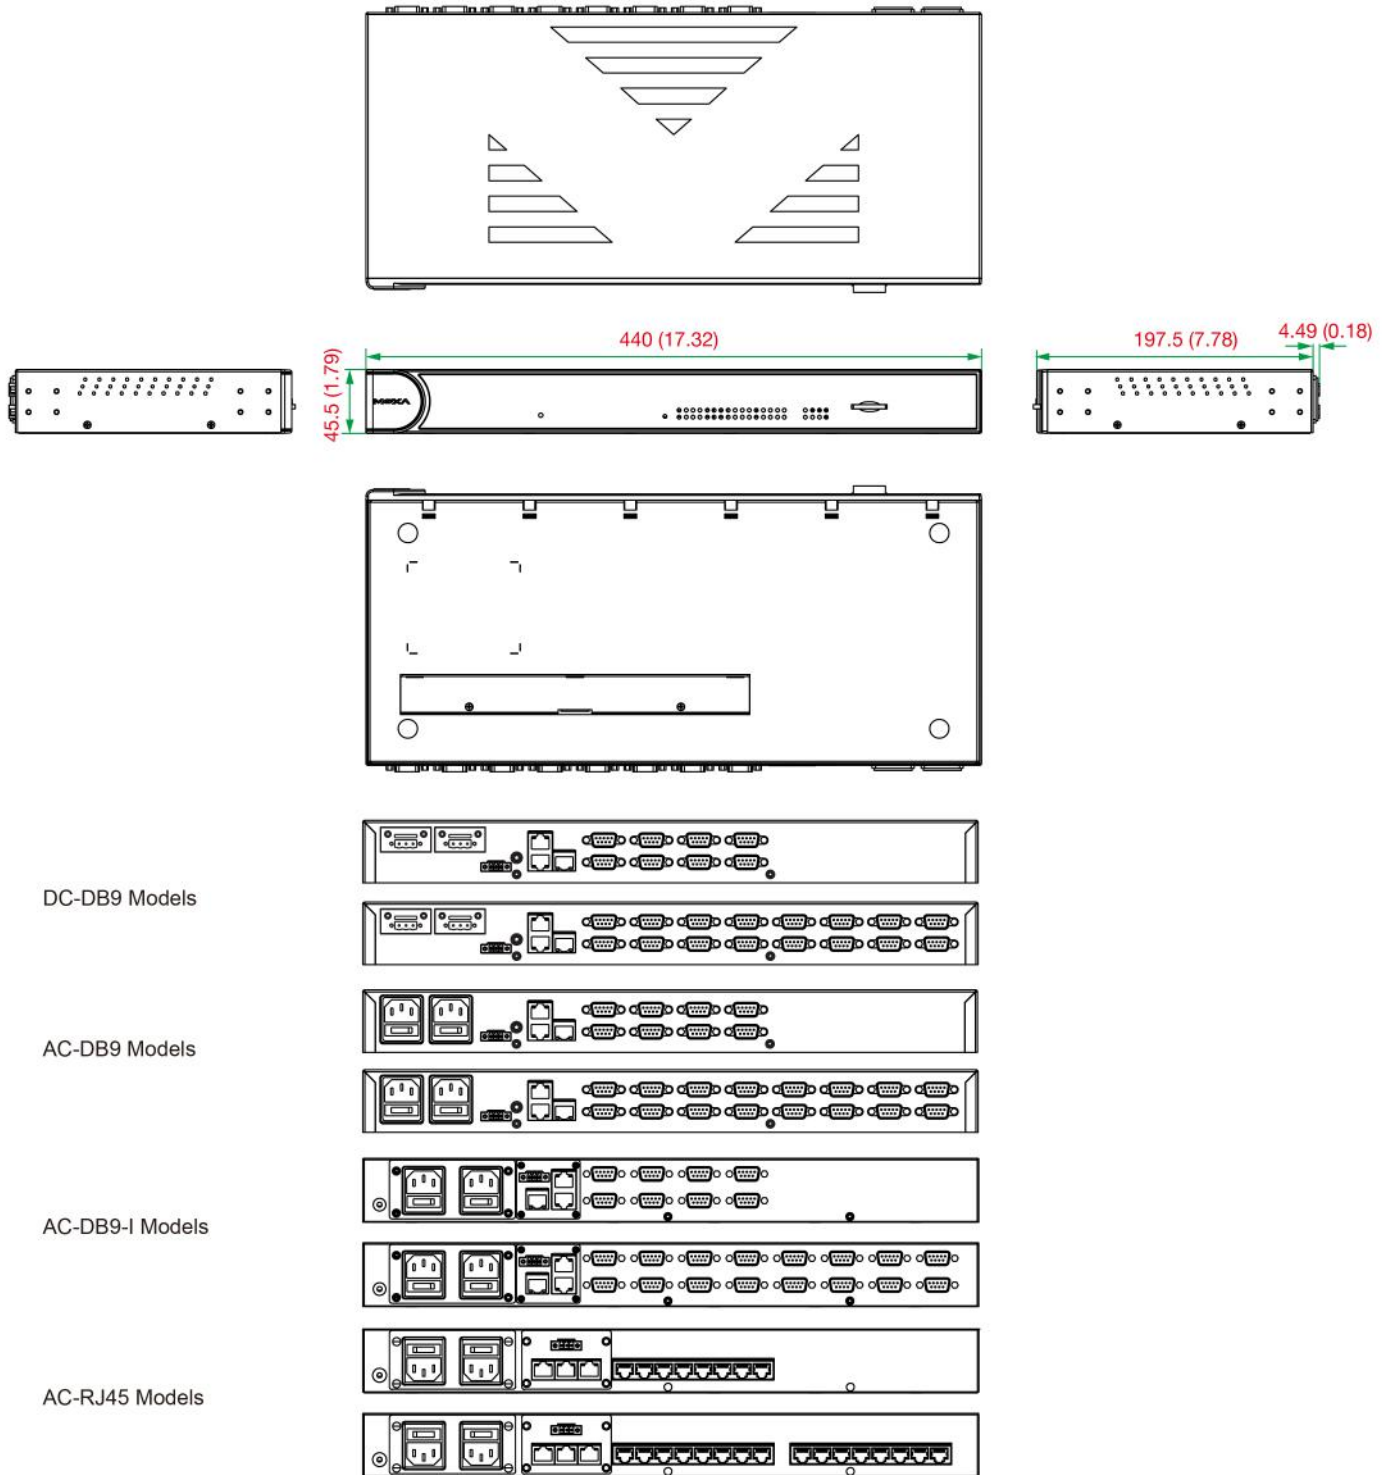 440 (17.32)
197.5 (7.78)
4.49 (0.18)
45.5 (1.79)
MOXA
DC-DB9 Models
AC-DB9 Models
AC-DB9-I Models
AC-RJ45 Models